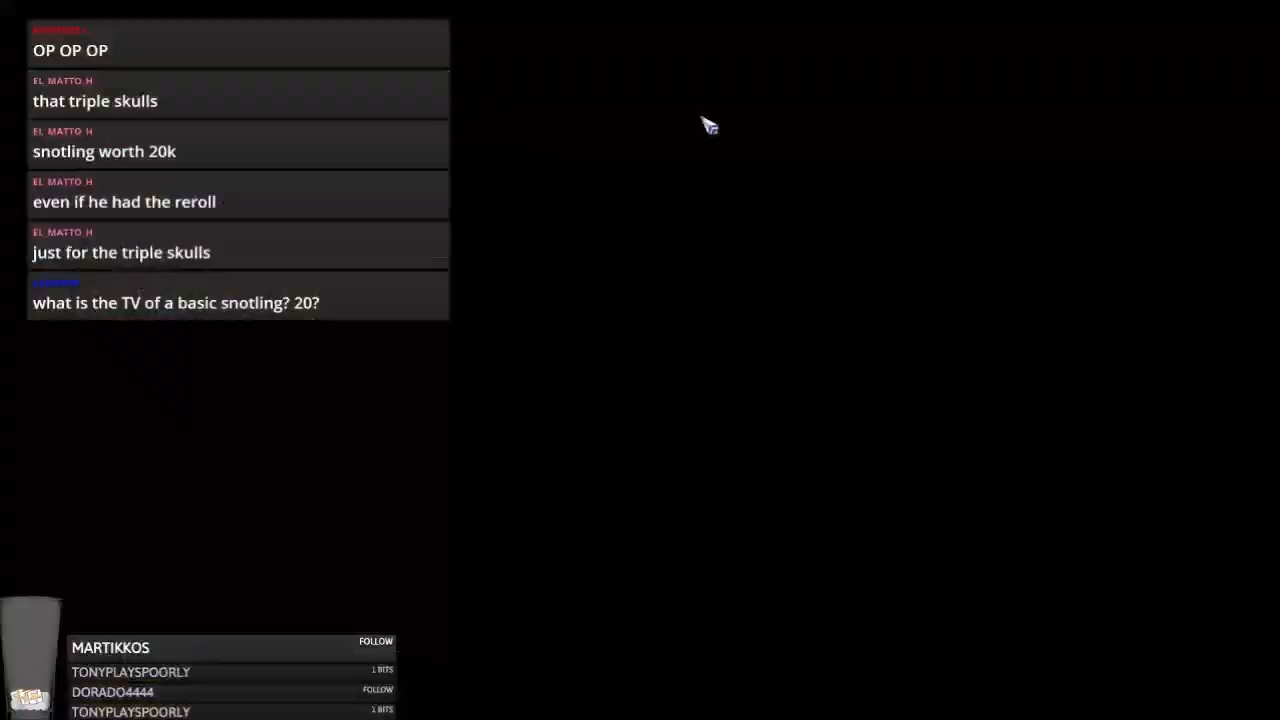 OP OP OP
EL MATTO H
that triple skulls
EL MATTO H
snotling worth 20k
EL MATTO H
even if he had the reroll
EL MATTO H
just for the triple skulls
what is the TV of a basic snotling? 20?
MARTIKKOS FOLLOW
TONYPLAYSPOORLY 1 BITS
DORADO4444 FOLLOW
TONYPLAYSPOORLY 1 BITS